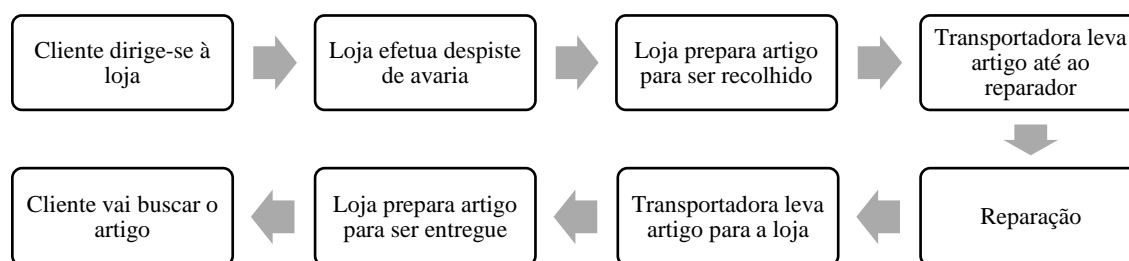 Cliente dirige-se à
loja
Loja efetua despiste
de avaria
Loja prepara artigo
para ser recolhido
Transportadora leva
artigo até ao
reparador
Reparação
Transportadora leva
artigo para a loja
Loja prepara artigo
para ser entregue
Cliente vai buscar o
artigo